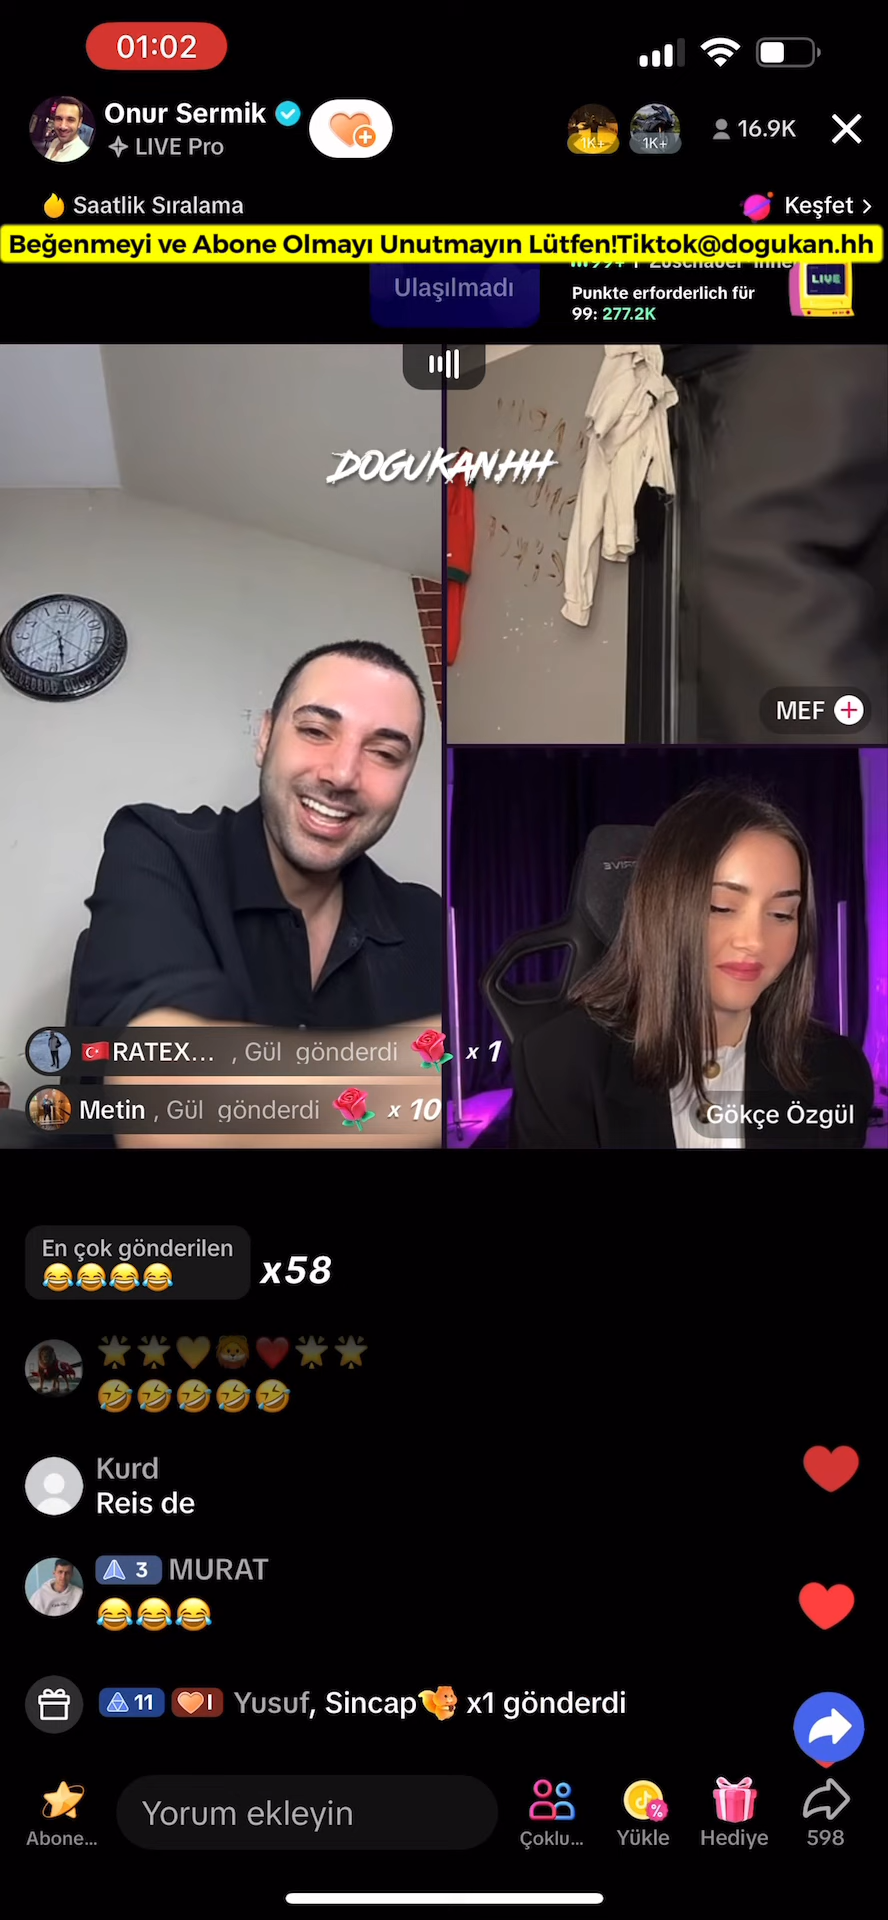 01:02
Onur Sermik
LIVE Pro
1K+
1K+
16.9K
Saatlik Sıralama
Keşfet >
Beğenmeyi ve Abone Olmayı Unutmayın Lütfen!Tiktok@dogukan.hh
Ulaşılmadı
LIVE
Punkte erforderlich für
99: 277.2K
DOGUKAN.HH
MEF
RATEX... , Gül gönderdi x 1
Metin , Gül gönderdi x 10
Gökçe Özgül
En çok gönderilen
😂😂😂😂 x58
🌟🌟💛🦁❤️🌟🌟
🤣🤣🤣🤣🤣
Kurd
Reis de
3 MURAT
😂😂😂
11 I Yusuf, Sincap🐿️ x1 gönderdi
Yorum ekleyin
Abone...
Çoklu...
Yükle
Hediye
598